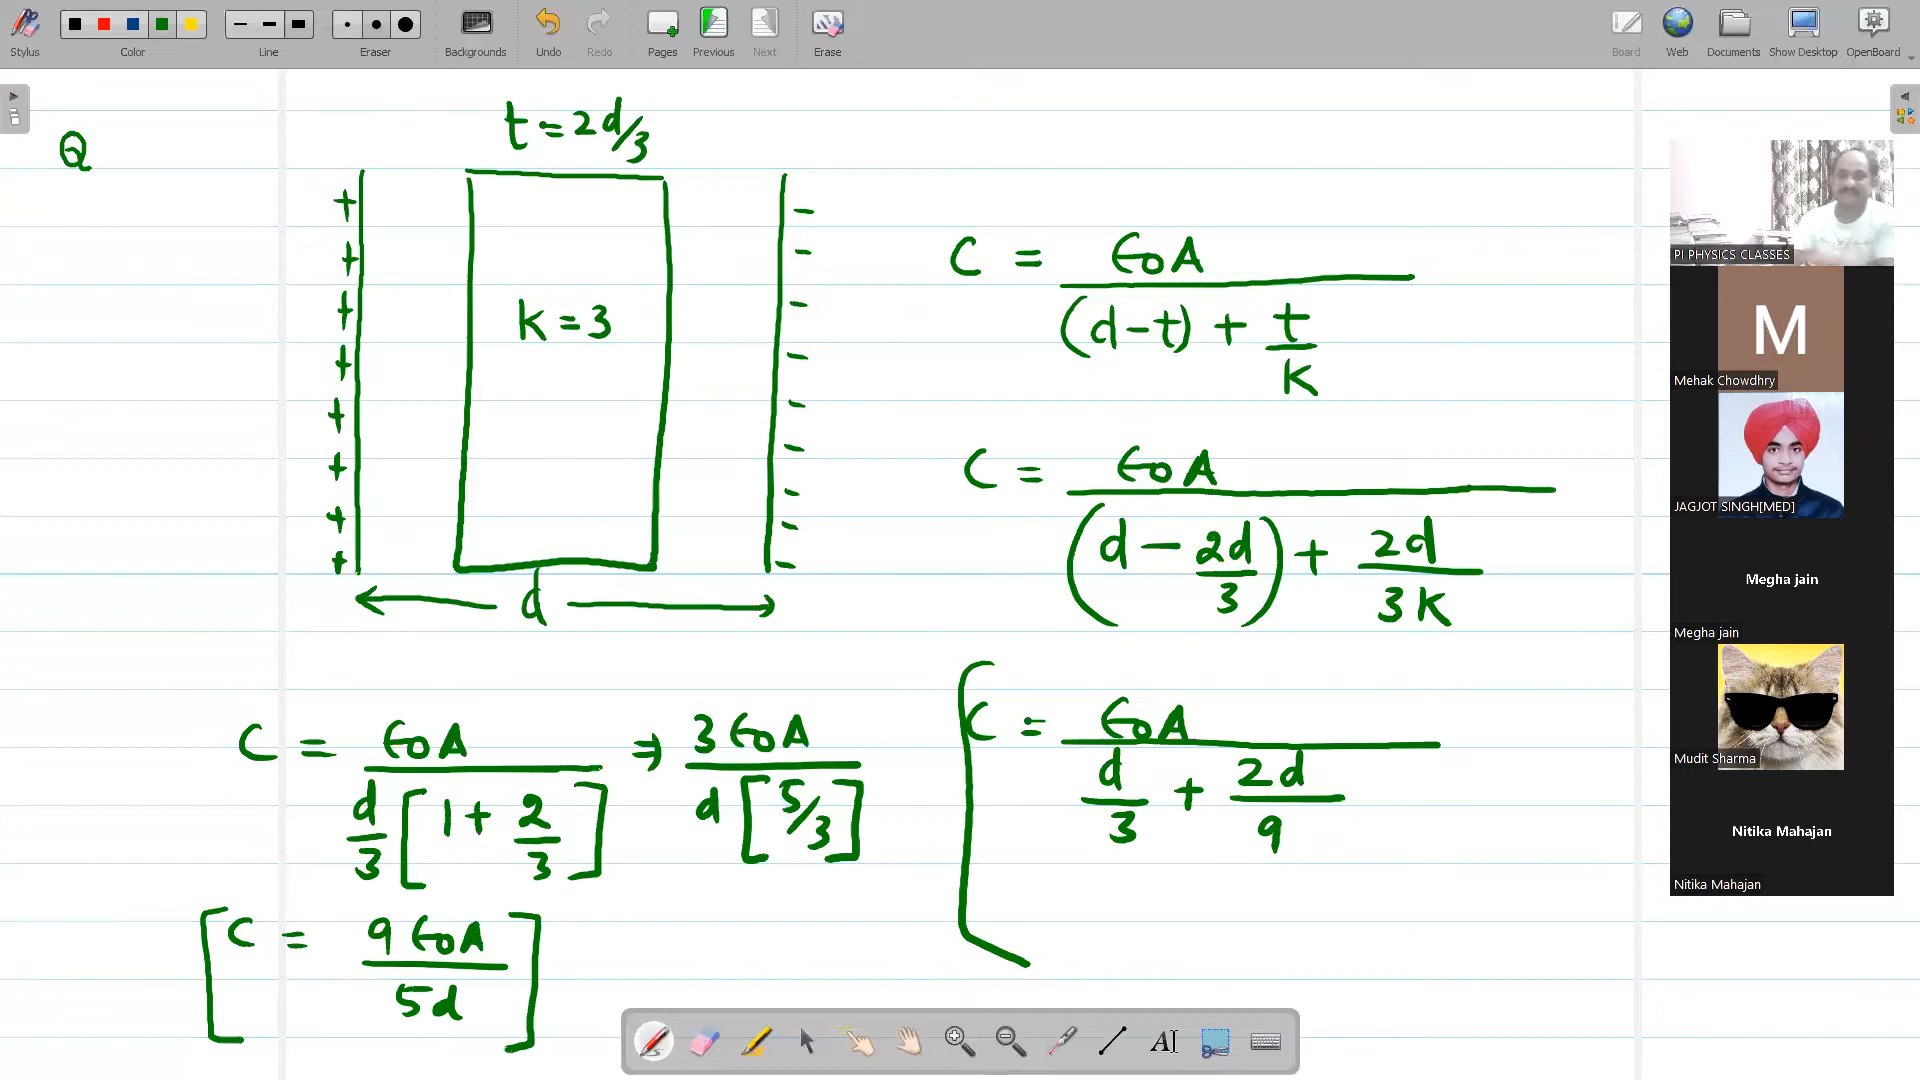 Stylus
Color
Line
Eraser
Backgrounds
Undo
Redo
Pages
Previous
Next
Erase
Board
Web
Documents
Show Desktop
OpenBoard
Q
t = 2d/3
k = 3
d
C = ϵ0A / (d-t) + t/K
C = ϵ0A / (d - 2d/3) + 2d/3K
C = ϵ0A / d/3 + 2d/9
C = ϵ0A / d/3 [1 + 2/3] ⇒ 3ϵ0A / d [5/3]
[C = 9ϵ0A / 5d]
+
+
+
+
+
+
+
+
-
-
-
-
-
-
-
-
-
PI PHYSICS CLASSES
M
Mehak Chowdhry
JAGJOT SINGH[MED]
Megha jain
Megha jain
Mudit Sharma
Nitika Mahajan
Nitika Mahajan
AI